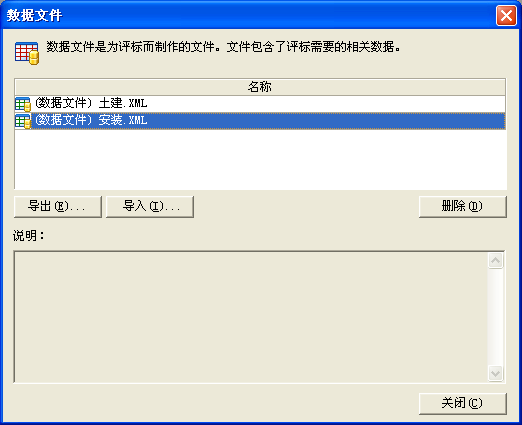 数据文件
数据文件是为评标而制作的文件。文件包含了评标需要的相关数据。
名称
(数据文件) 土建.XML
(数据文件) 安装.XML
导出(E)... 导入(I)... 删除(D)
说明：
关闭(C)